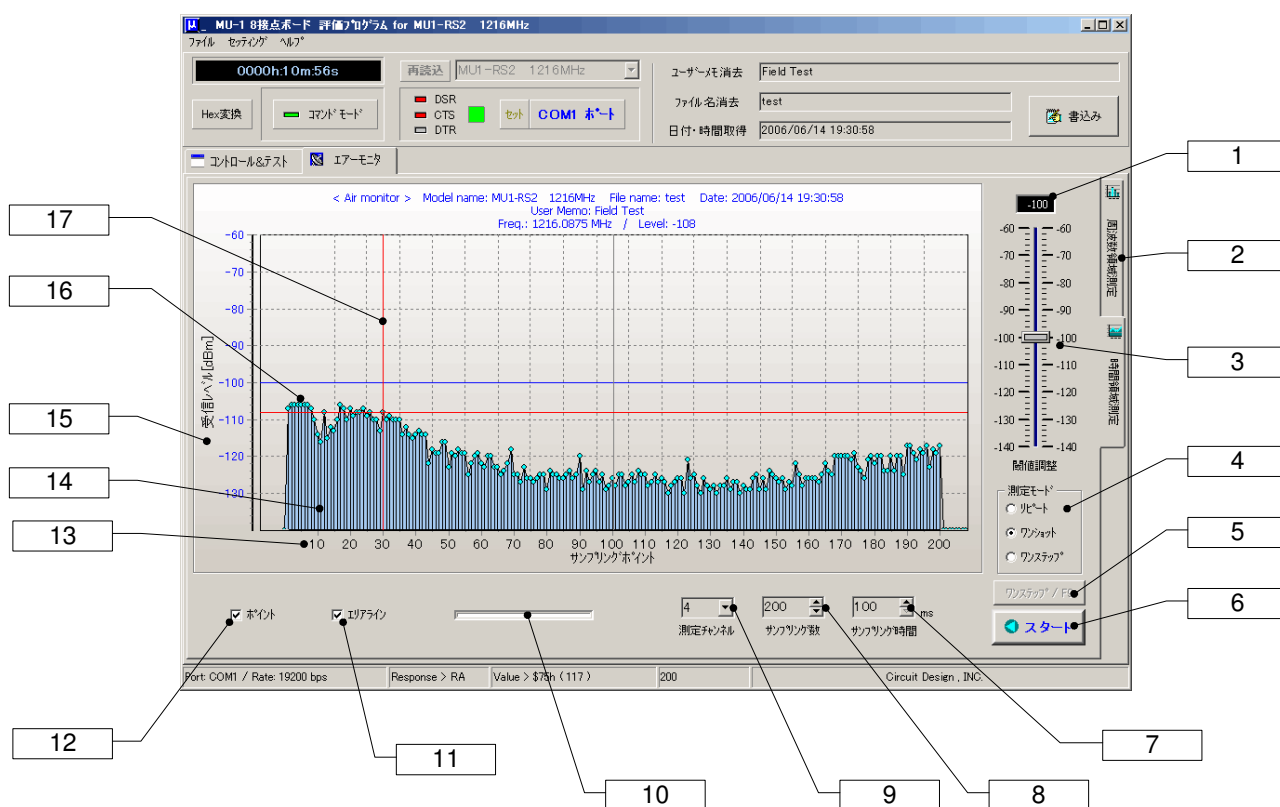 MU-1 8接点ボード 評価プログラム for MU1-RS2 1216MHz
ファイル セッティング ヘルプ
0000h:10m:56s
再読込 MU1-RS2 1216MHz
ユーザーメモ消去 Field Test
Hex変換 コマンドモード
DSR
CTS
DTR
セット COM1 ポート
ファイル名消去 test
日付・時間取得 2006/06/14 19:30:58
書込み
コントロール&テスト エアーモニタ
< Air monitor > Model name: MU1-RS2 1216MHz File name: test Date: 2006/06/14 19:30:58
User Memo: Field Test
Freq.: 1216.0875 MHz / Level: -108
-60
-70
-80
-90
-100
-110
-120
130
受信レベル[dBm]
10 20 30 40 50 60 70 80 90 100 110 120 130 140 150 160 170 180 190 200
サンプリングポイント
-100
-60 -60
-70 -70
-80 -80
-90 -90
-100 -100
-110 -110
-120 -120
-130 -130
-140 -140
閾値調整
周波数領域測定
時間領域測定
測定モード
リピート
ワンショット
ワンステップ
ワンステップ / F9
スタート
ポイント エリアライン
4 200 100 ms
測定チャンネル サンプリング数 サンプリング時間
Port: COM1 / Rate: 19200 bps Response > RA Value > $75h ( 117 ) 200 Circuit Design , INC.
1
2
3
4
5
6
7
8
9
10
11
12
13
14
15
16
17